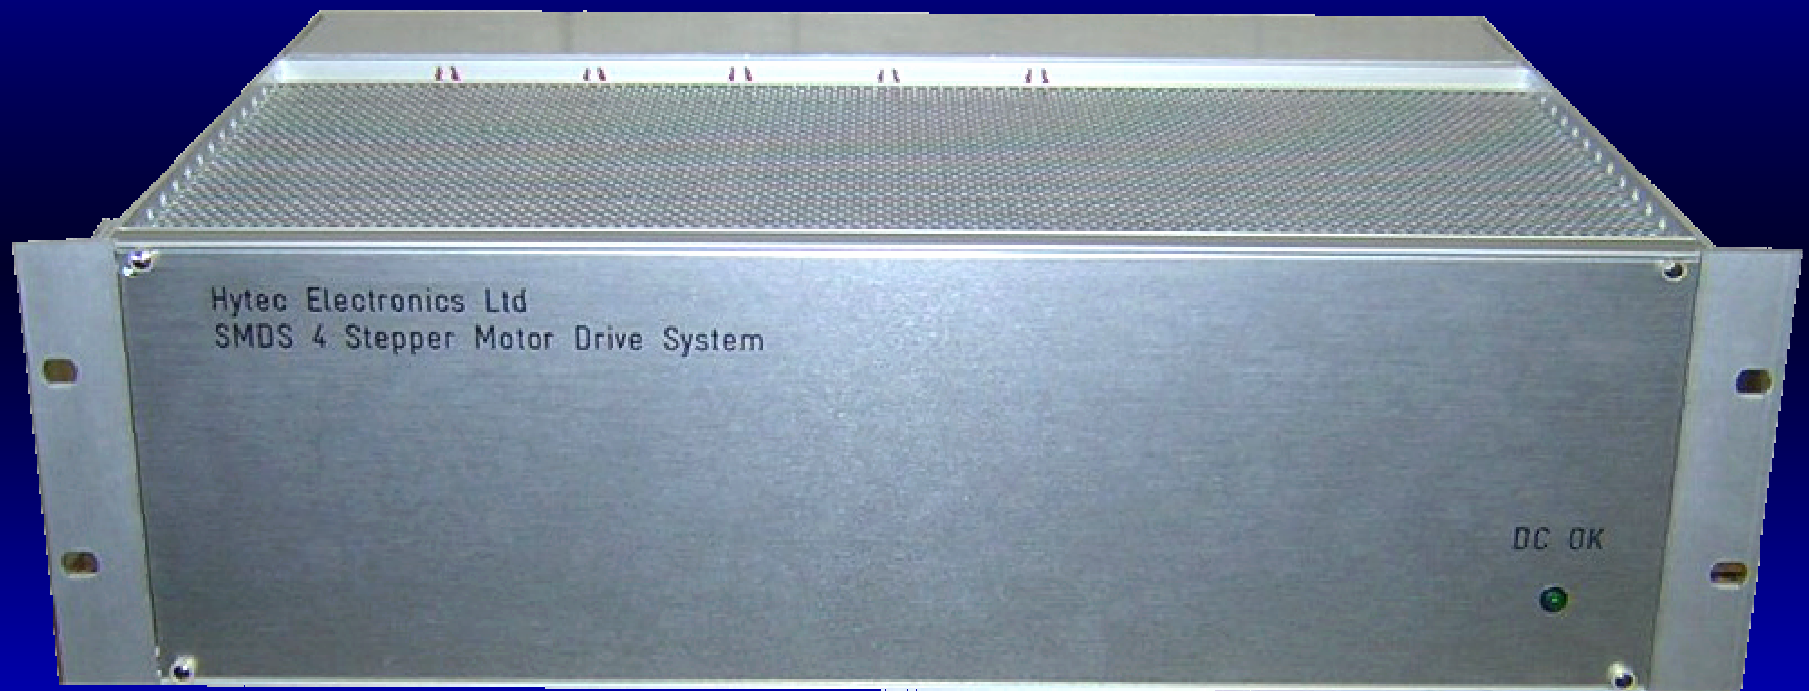 Hytec Electronics Ltd
SMDS 4 Stepper Motor Drive System
DC OK